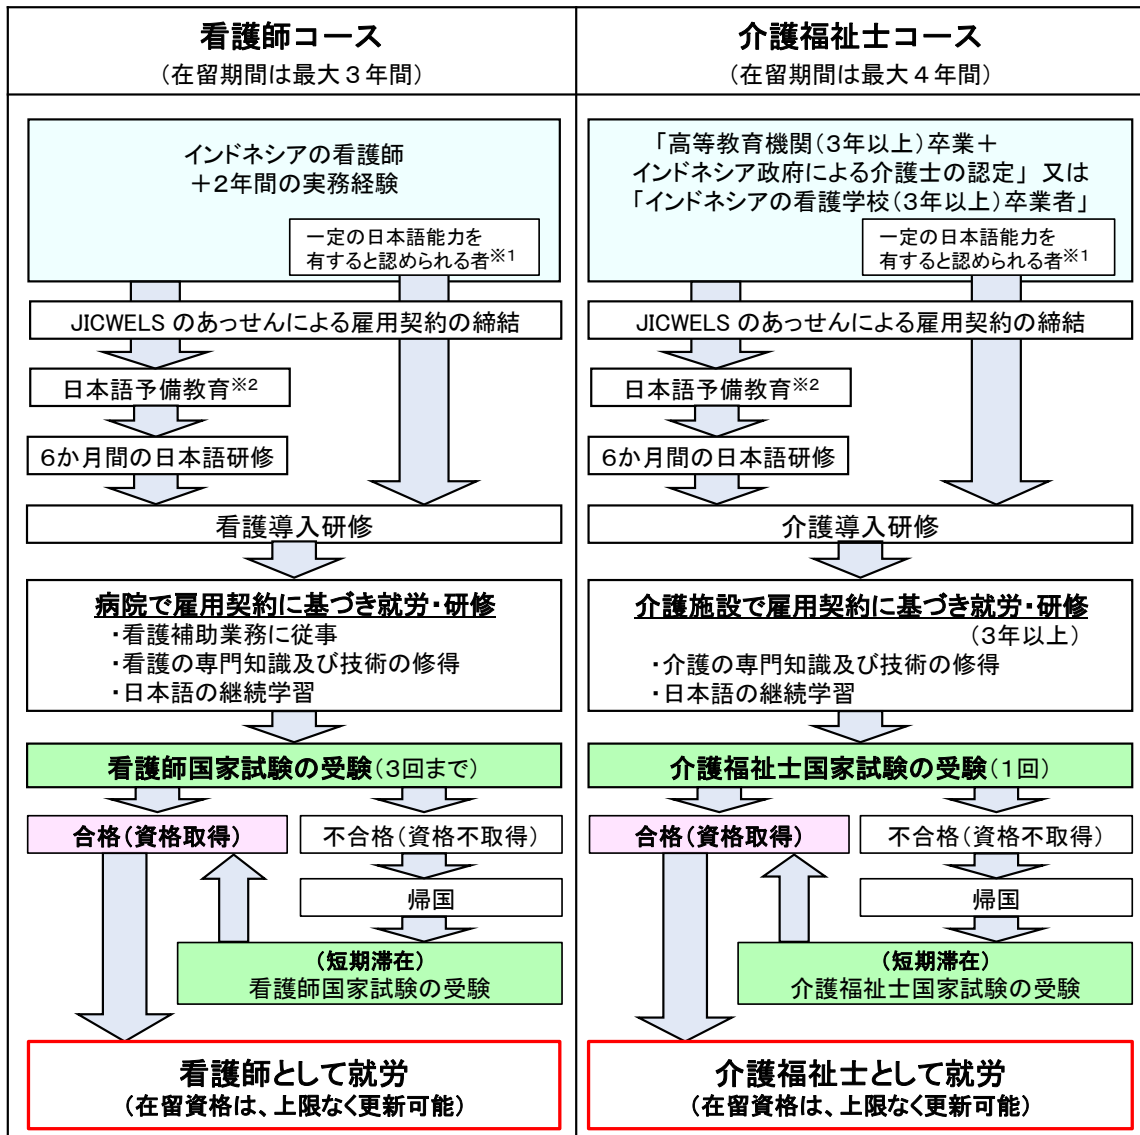 看護師コース
(在留期間は最大3年間)
インドネシアの看護師
+2年間の実務経験
一定の日本語能力を
有すると認められる者※1
JICWELS のあっせんによる雇用契約の締結
日本語予備教育※2
6か月間の日本語研修
看護導入研修
病院で雇用契約に基づき就労・研修
・看護補助業務に従事
・看護の専門知識及び技術の修得
・日本語の継続学習
看護師国家試験の受験(3回まで)
合格(資格取得)
不合格(資格不取得)
帰国
(短期滞在)
看護師国家試験の受験
看護師として就労
(在留資格は、上限なく更新可能)
介護福祉士コース
(在留期間は最大4年間)
「高等教育機関(3年以上)卒業+
インドネシア政府による介護士の認定」 又は
「インドネシアの看護学校(3年以上)卒業者」
一定の日本語能力を
有すると認められる者※1
JICWELS のあっせんによる雇用契約の締結
日本語予備教育※2
6か月間の日本語研修
介護導入研修
介護施設で雇用契約に基づき就労・研修
(3年以上)
・介護の専門知識及び技術の修得
・日本語の継続学習
介護福祉士国家試験の受験(1回)
合格(資格取得)
不合格(資格不取得)
帰国
(短期滞在)
介護福祉士国家試験の受験
介護福祉士として就労
(在留資格は、上限なく更新可能)